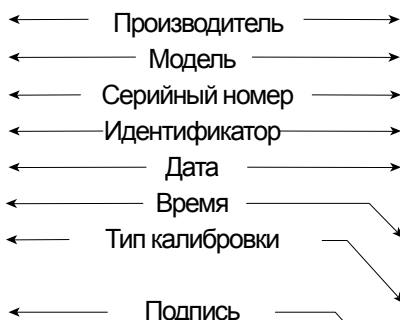 Производитель
Модель
Серийный номер
Идентификатор
Дата
Время
Тип калибровки
Подпись